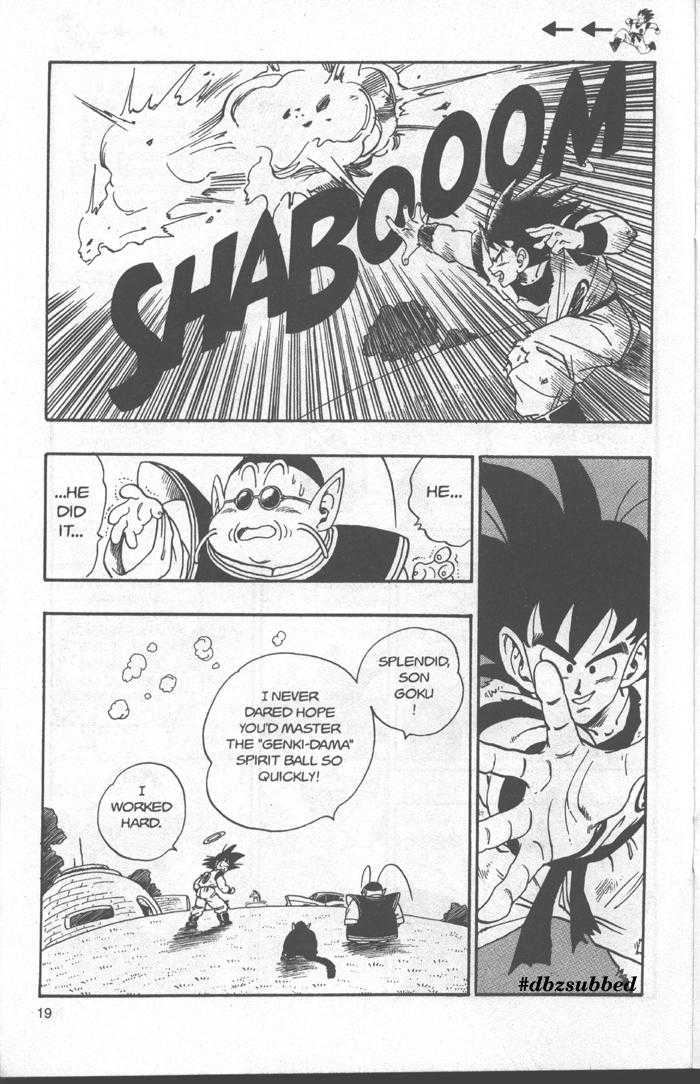 SHABOOOM
HE...
...HE
DID
IT...
SPLENDID,
SON
GOKU
!
I NEVER
DARED HOPE
YOU'D MASTER
THE "GENKI-DAMA"
SPIRIT BALL SO
QUICKLY!
I
WORKED
HARD.
#dbzsubbed
19